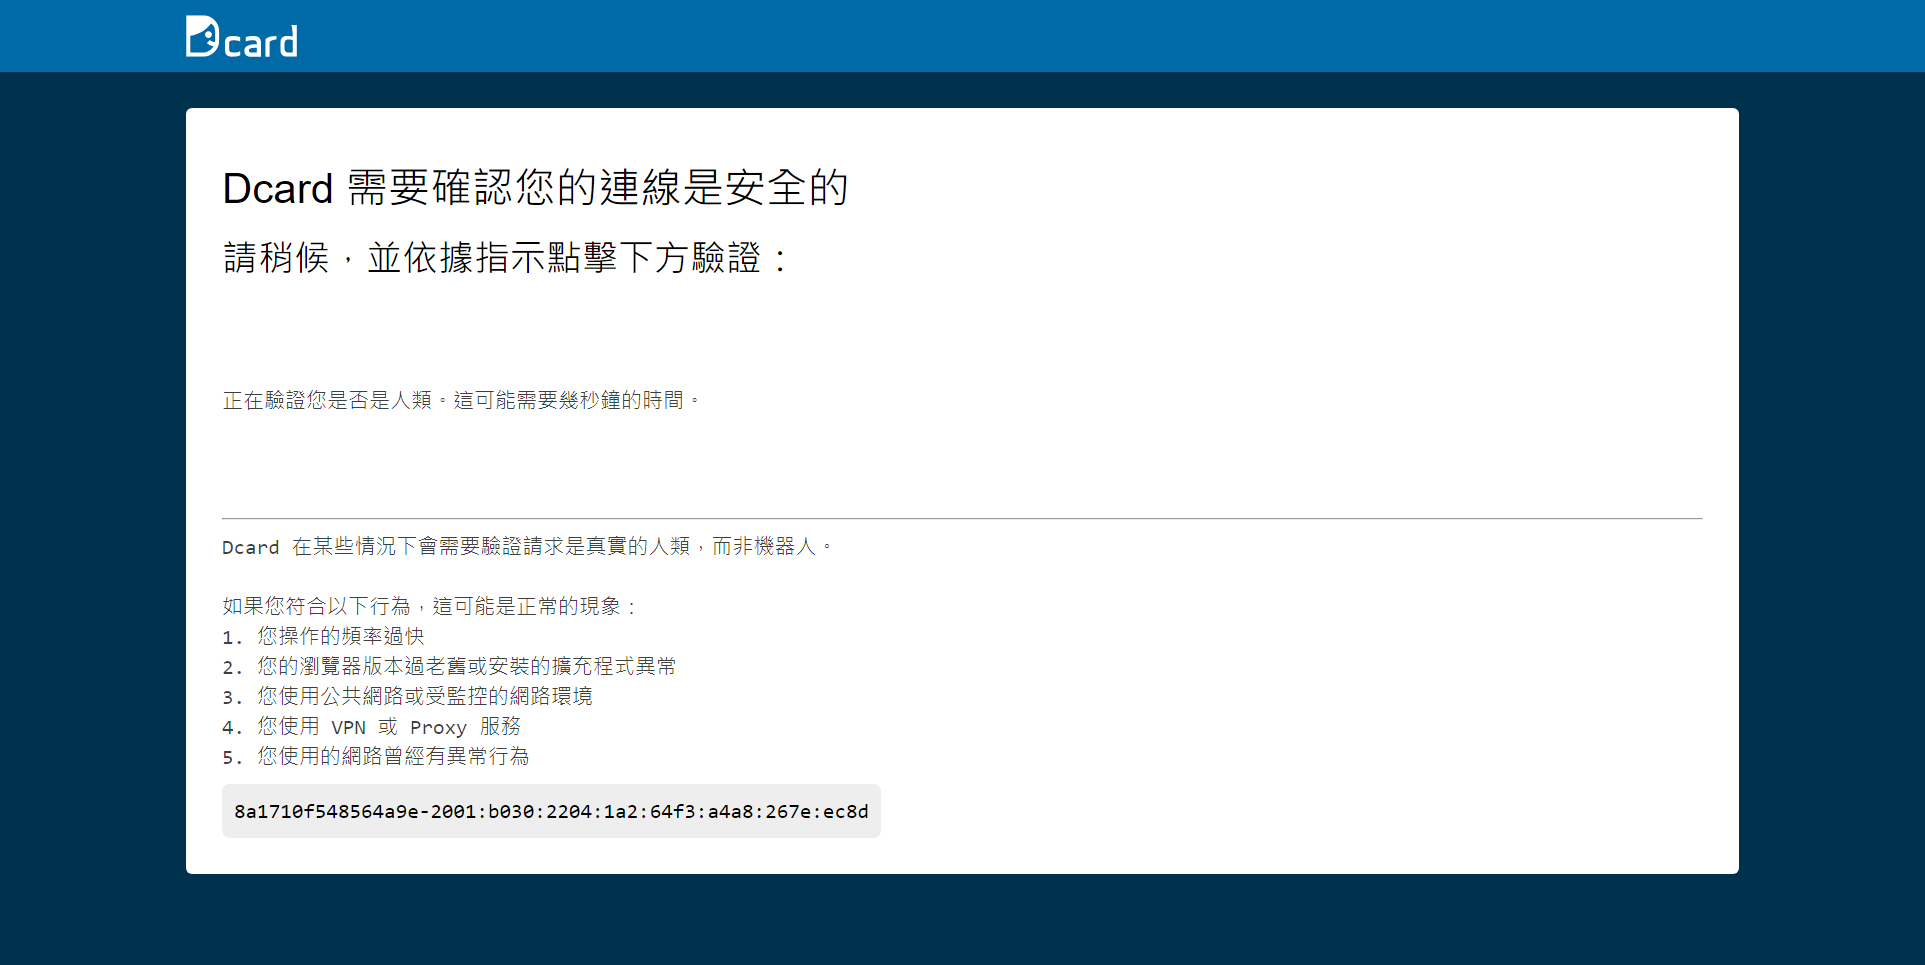 Dcard
Dcard 需要確認您的連線是安全的
請稍候，並依據指示點擊下方驗證：
正在驗證您是否是人類。這可能需要幾秒鐘的時間。
Dcard 在某些情況下會需要驗證請求是真實的人類，而非機器人。
如果您符合以下行為，這可能是正常的現象：
1. 您操作的頻率過快
2. 您的瀏覽器版本過老舊或安裝的擴充程式異常
3. 您使用公共網路或受監控的網路環境
4. 您使用 VPN 或 Proxy 服務
5. 您使用的網路曾經有異常行為
8a1710f548564a9e-2001:b030:2204:1a2:64f3:a4a8:267e:ec8d